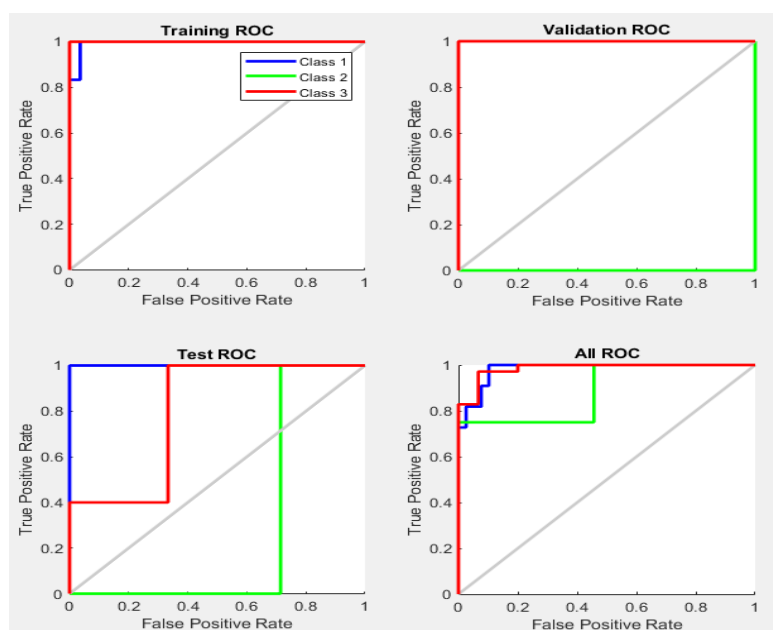 Training ROC
1
0.8
0.6
0.4
0.2
0
True Positive Rate
Class 1
Class 2
Class 3
0 0.2 0.4 0.6 0.8 1
False Positive Rate
Validation ROC
1
0.8
0.6
0.4
0.2
0
True Positive Rate
0 0.2 0.4 0.6 0.8 1
False Positive Rate
Test ROC
1
0.8
0.6
0.4
0.2
0
True Positive Rate
0 0.2 0.4 0.6 0.8 1
False Positive Rate
All ROC
1
0.8
0.6
0.4
0.2
0
True Positive Rate
0 0.2 0.4 0.6 0.8 1
False Positive Rate